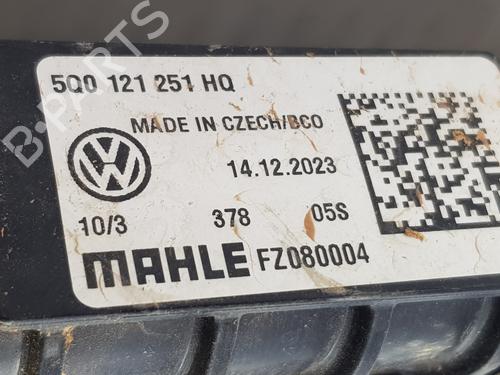 5Q0 121 251 HQ
MADE IN CZECH/BCO
14.12.2023
10/3 378 05S
MAHLE FZ080004
B-PARTS